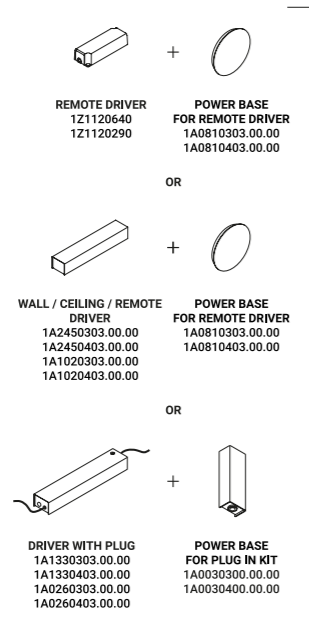 +
REMOTE DRIVER
1Z1120640
1Z1120290
POWER BASE
FOR REMOTE DRIVER
1A0810303.00.00
1A0810403.00.00
OR
+
WALL / CEILING / REMOTE
DRIVER
1A2450303.00.00
1A2450403.00.00
1A1020303.00.00
1A1020403.00.00
POWER BASE
FOR REMOTE DRIVER
1A0810303.00.00
1A0810403.00.00
OR
+
DRIVER WITH PLUG
1A1330303.00.00
1A1330403.00.00
1A0260303.00.00
1A0260403.00.00
POWER BASE
FOR PLUG IN KIT
1A0030300.00.00
1A0030400.00.00